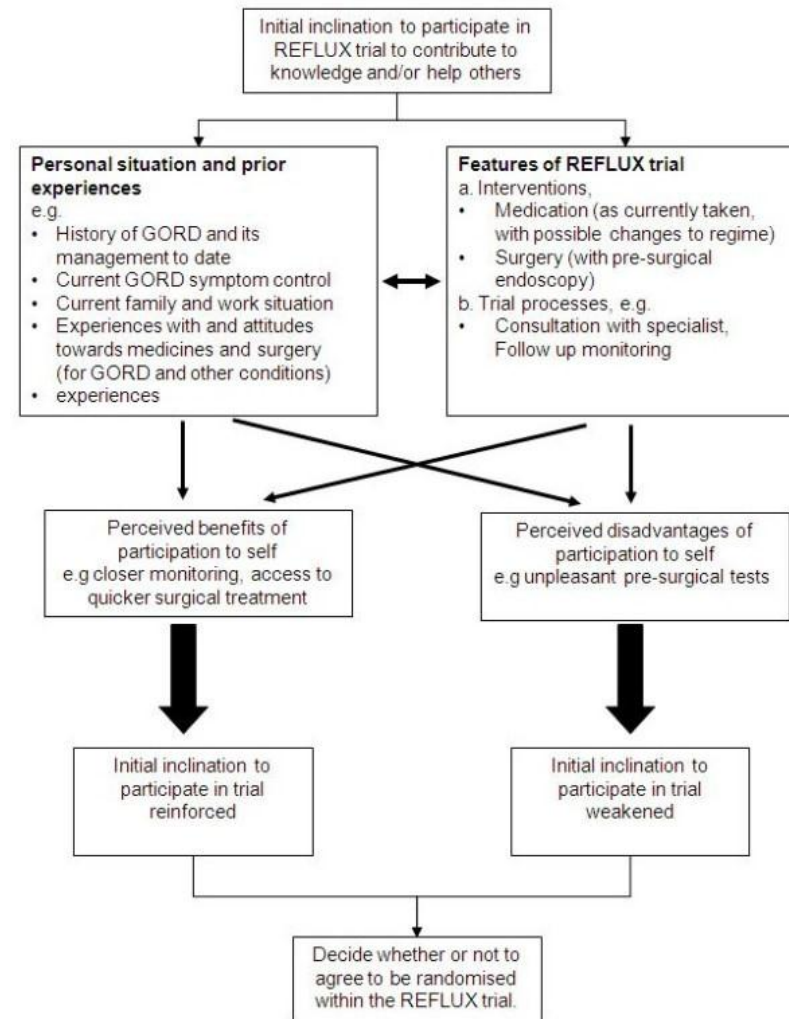 Initial inclination to participate in
REFLUX trial to contribute to
knowledge and/or help others
Personal situation and prior
experiences
e.g.
• History of GORD and its
management to date
• Current GORD symptom control
• Current family and work situation
• Experiences with and attitudes
towards medicines and surgery
(for GORD and other conditions)
• experiences
Features of REFLUX trial
a. Interventions,
• Medication (as currently taken,
with possible changes to regime)
• Surgery (with pre-surgical
endoscopy)
b. Trial processes, e.g.
• Consultation with specialist,
Follow up monitoring
Perceived benefits of
participation to self
e.g closer monitoring, access to
quicker surgical treatment
Perceived disadvantages of
participation to self
e.g unpleasant pre-surgical tests
Initial inclination to
participate in trial
reinforced
Initial inclination to
participate in trial
weakened
Decide whether or not to
agree to be randomised
within the REFLUX trial.